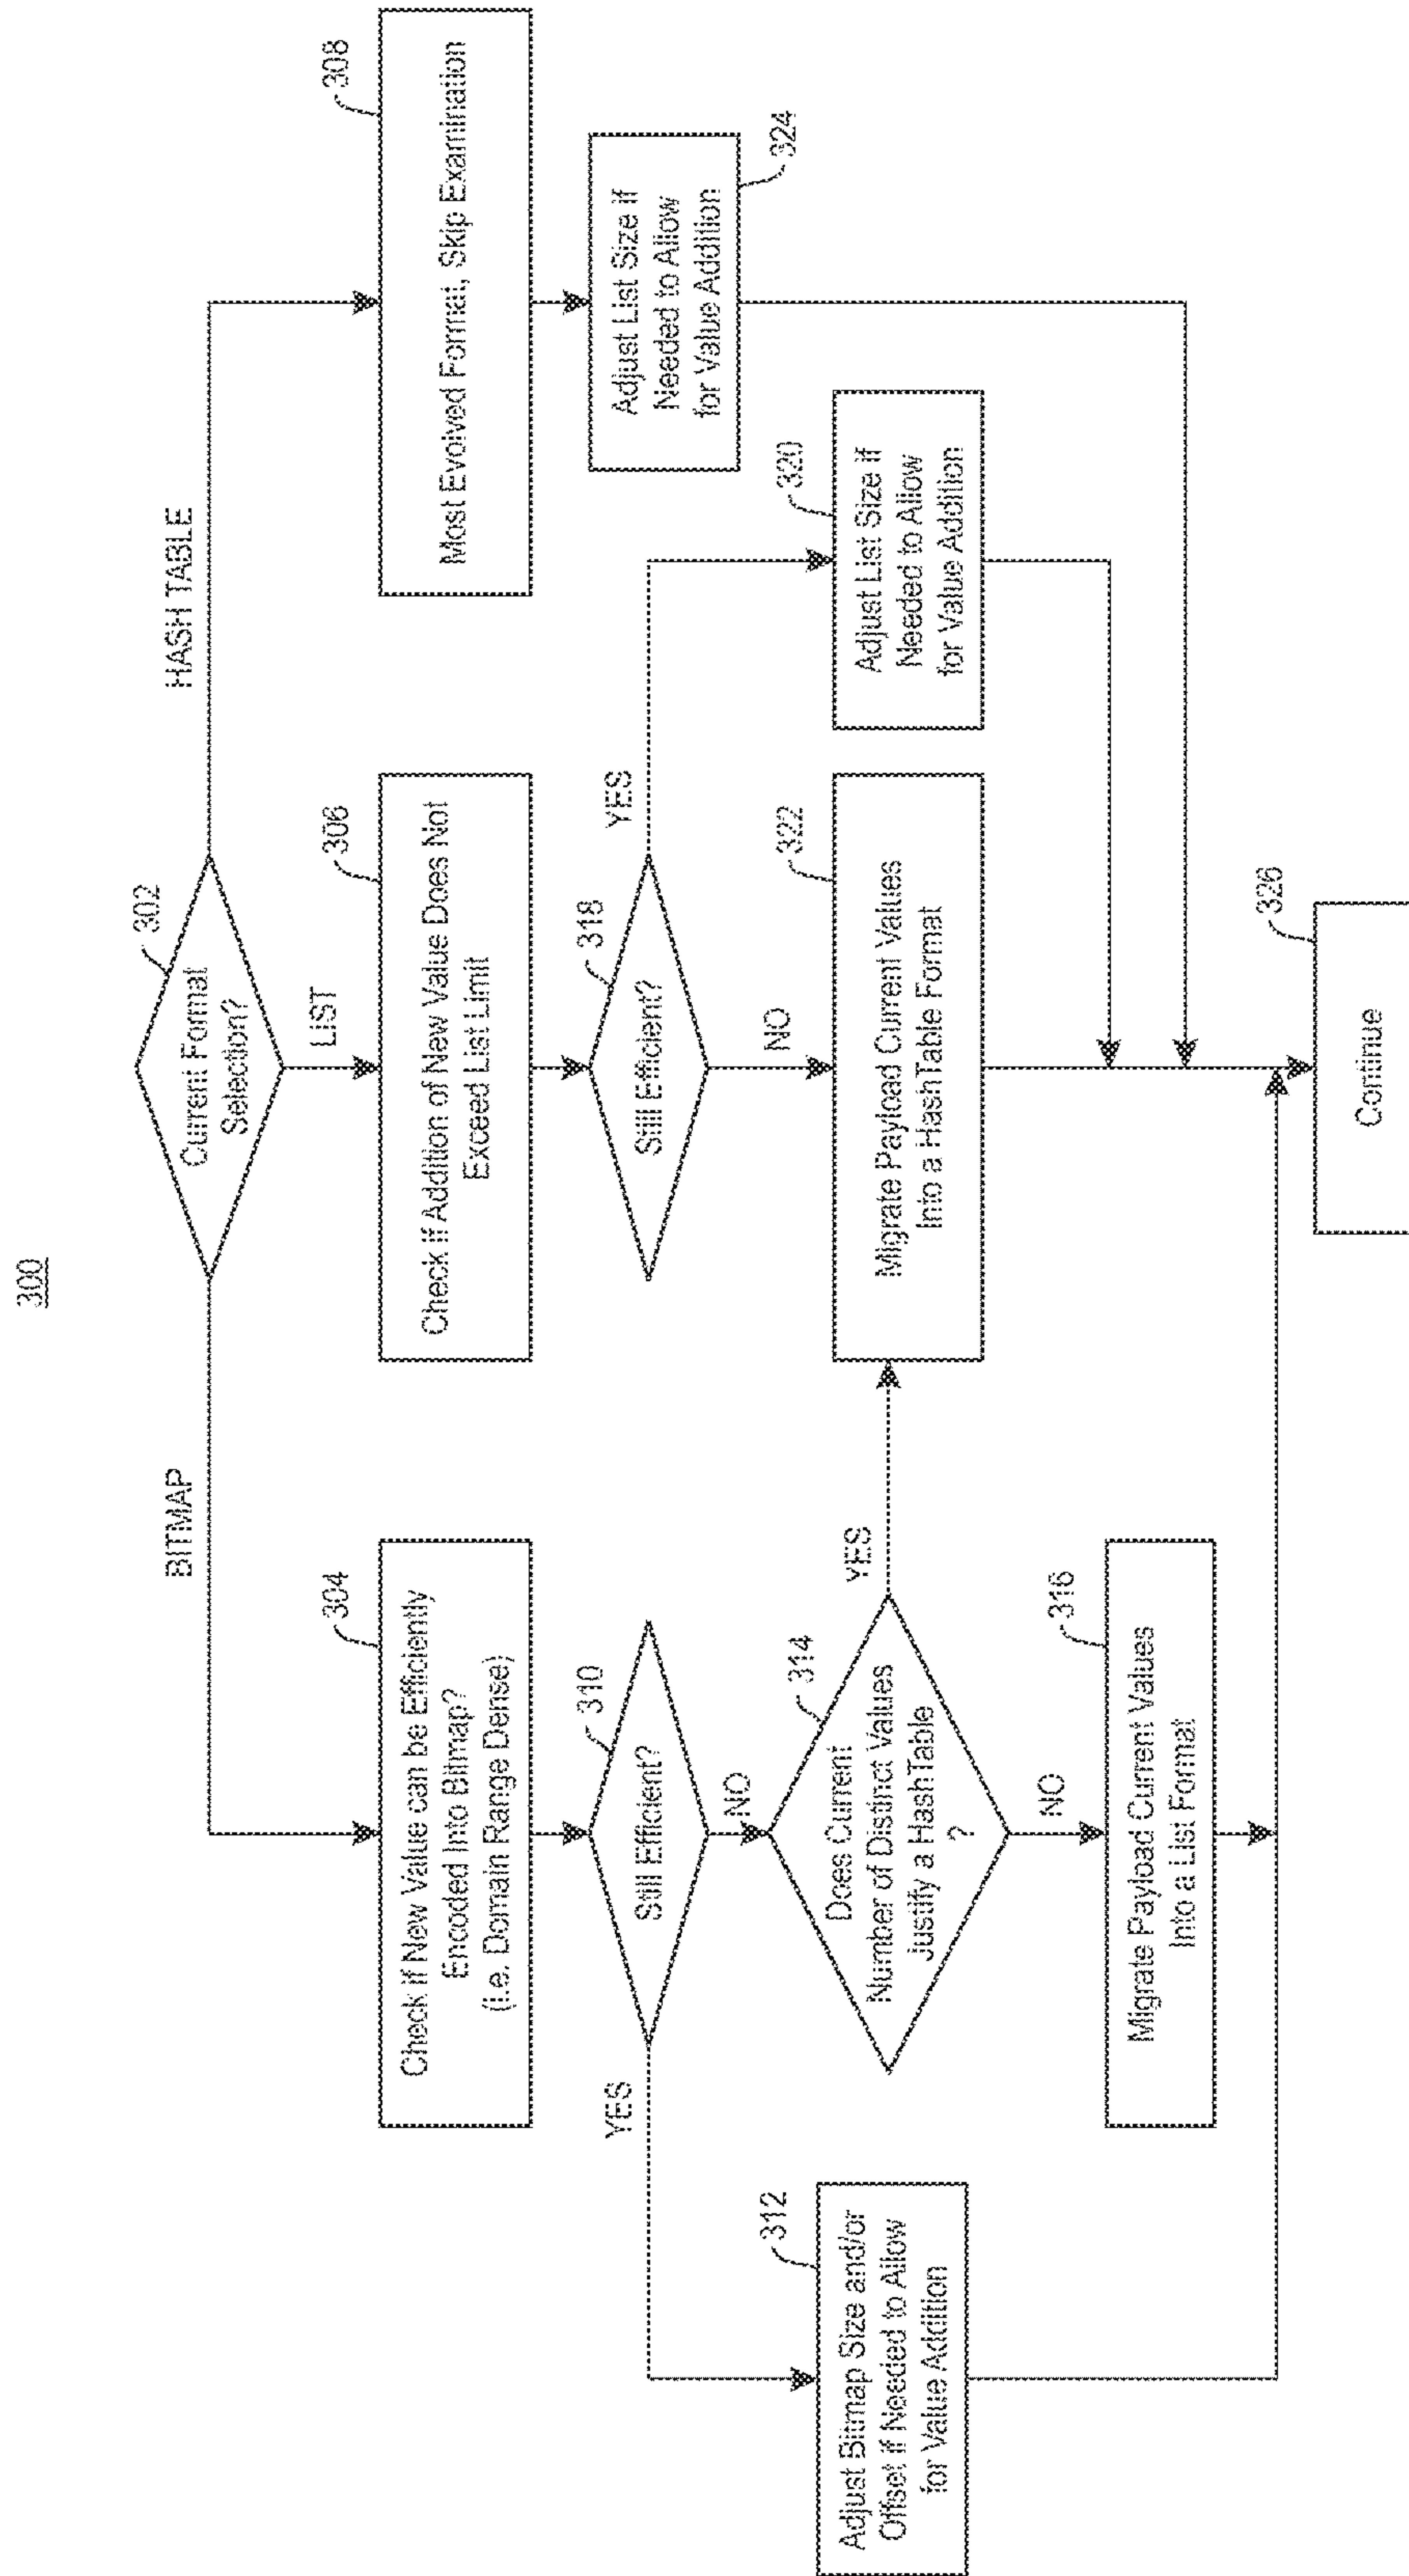 300
302
Current Format
Selection?
BITMAP
LIST
HASH TABLE
304
Check if New Value can be Efficiently
Encoded Into Bitmap?
(i.e. Domain Range Dense)
306
Check if Addition of New Value Does Not
Exceed List Limit
308
Most Evolved Format, Skip Examination
310
Still Efficient?
YES
NO
318
Still Efficient?
YES
NO
Adjust List Size if
Needed to Allow
for Value Addition
324
312
Adjust Bitmap Size and/or
Offset if Needed to Allow
for Value Addition
314
Does Current
Number of Distinct Values
Justify a HashTable
?
YES
NO
322
Migrate Payload Current Values
Into a HashTable Format
320
Adjust List Size if
Needed to Allow
for Value Addition
316
Migrate Payload Current Values
Into a List Format
326
Continue